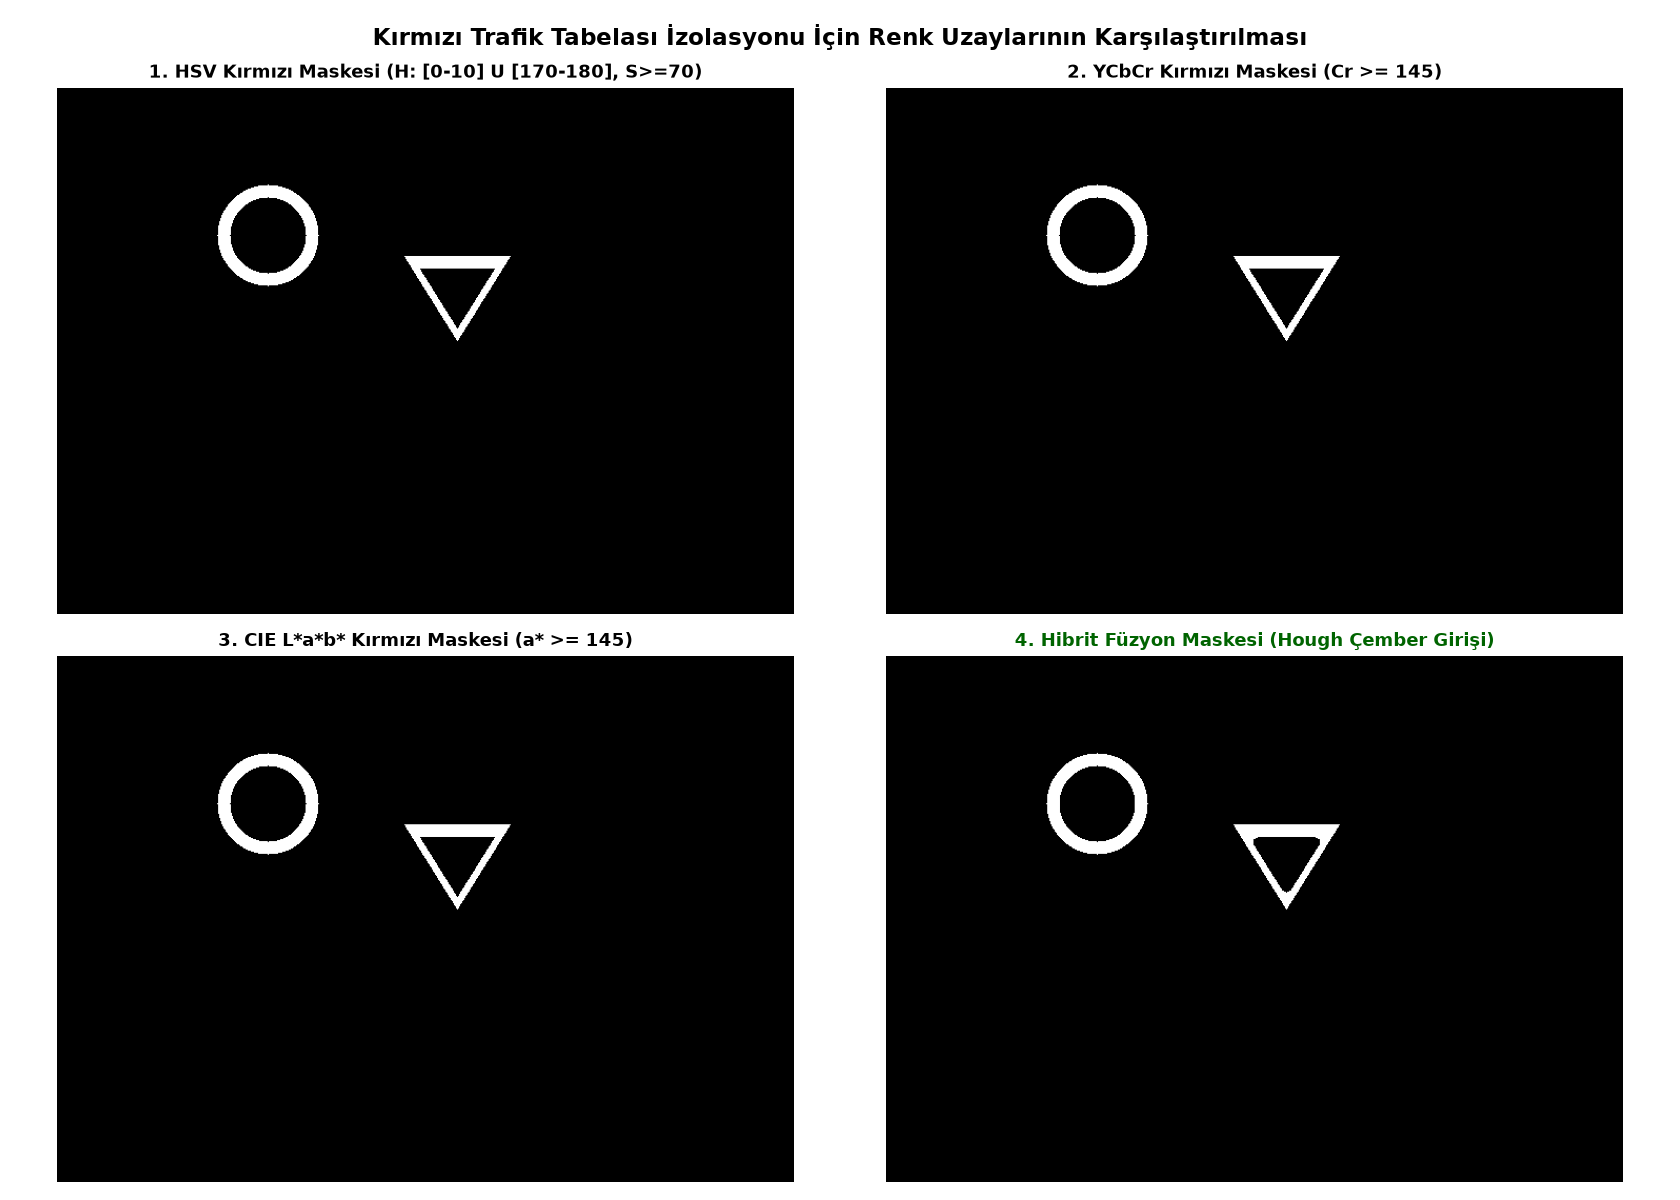 Kırmızı Trafik Tabelası İzolasyonu İçin Renk Uzaylarının Karşılaştırılması
1. HSV Kırmızı Maskesi (H: [0-10] U [170-180], S>=70)
2. YCbCr Kırmızı Maskesi (Cr >= 145)
3. CIE L*a*b* Kırmızı Maskesi (a* >= 145)
4. Hibrit Füzyon Maskesi (Hough Çember Girişi)